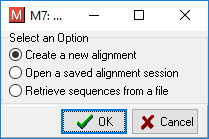 M M7: ...
Select an Option
Create a new alignment
Open a saved alignment session
Retrieve sequences from a file
OK Cancel